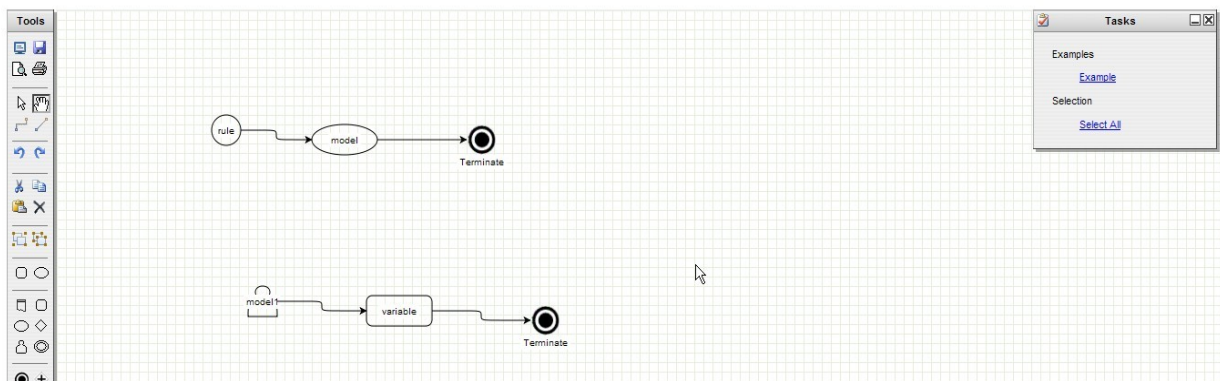 Tools
Tasks
Examples
Example
Selection
Select All
rule
model
Terminate
model1
variable
Terminate